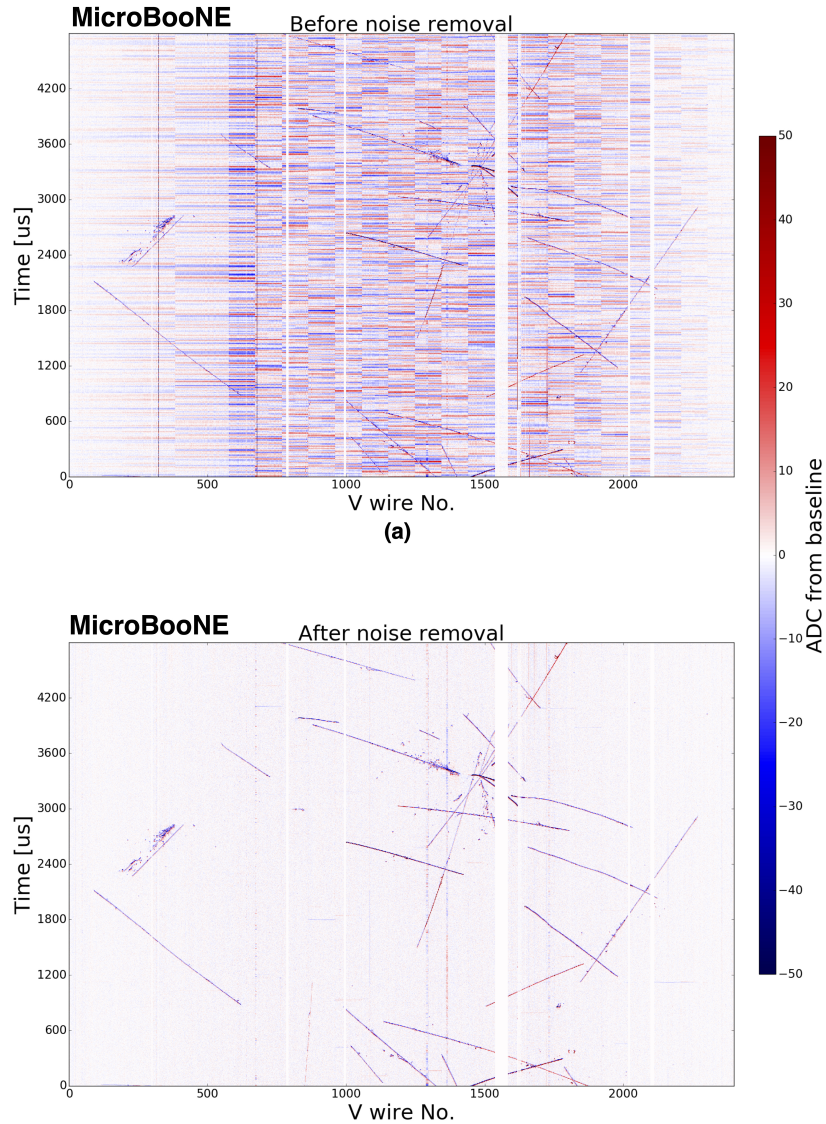 MicroBooNE
Before noise removal
Time [us]
4200
3600
3000
2400
1800
1200
600
0
0 500 1000 1500 2000
V wire No.
(a)
MicroBooNE
After noise removal
Time [us]
4200
3600
3000
2400
1800
1200
600
0
0 500 1000 1500 2000
V wire No.
50
40
30
20
10
0
−10
−20
−30
−40
−50
ADC from baseline